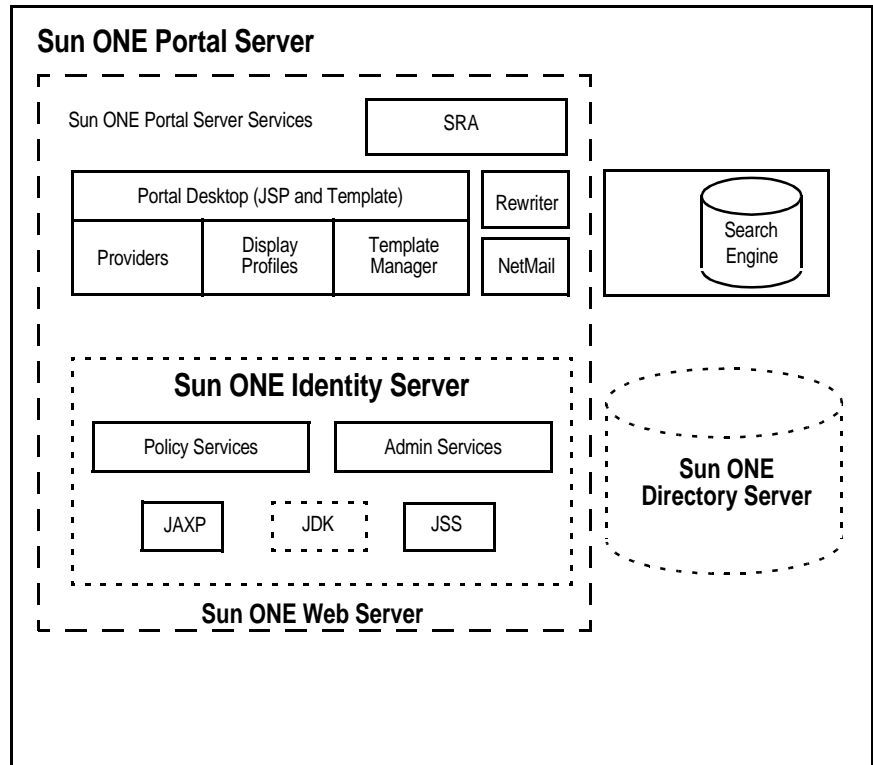 Sun ONE Portal Server
Sun ONE Portal Server Services
SRA
Portal Desktop (JSP and Template)
Providers
Display
Profiles
Template
Manager
Rewriter
NetMail
Search
Engine
Sun ONE Identity Server
Policy Services
Admin Services
JAXP
JDK
JSS
Sun ONE
Directory Server
Sun ONE Web Server